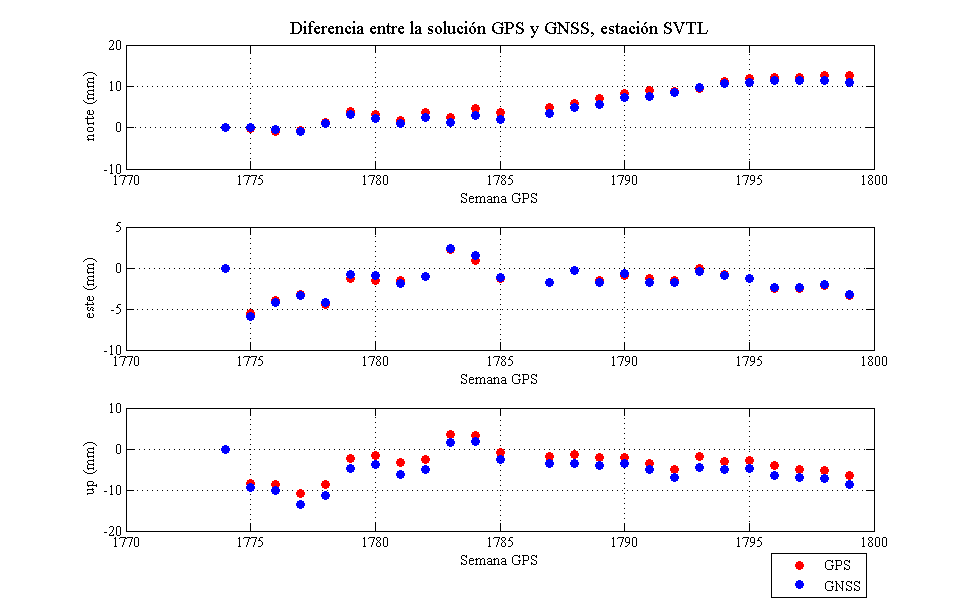 Diferencia entre la solución GPS y GNSS, estación SVTL
norte (mm)
20
10
0
-10
1770 1775 1780 1785 1790 1795 1800
Semana GPS
este (mm)
5
0
-5
-10
1770 1775 1780 1785 1790 1795 1800
Semana GPS
up (mm)
10
0
-10
-20
1770 1775 1780 1785 1790 1795 1800
Semana GPS
GPS
GNSS